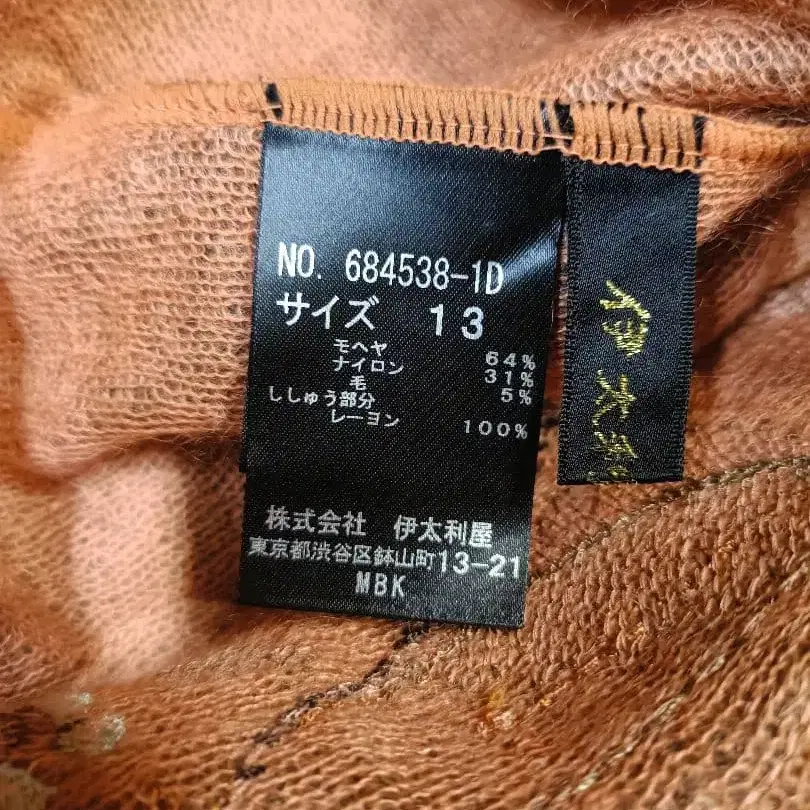 NO. 684538-1D
サイズ 13
モヘヤ 64%
ナイロン 31%
毛 5%
ししゅう部分
レーヨン 100%
株式会社 伊太利屋
東京都渋谷区鉢山町13-21
MBK
伊太利